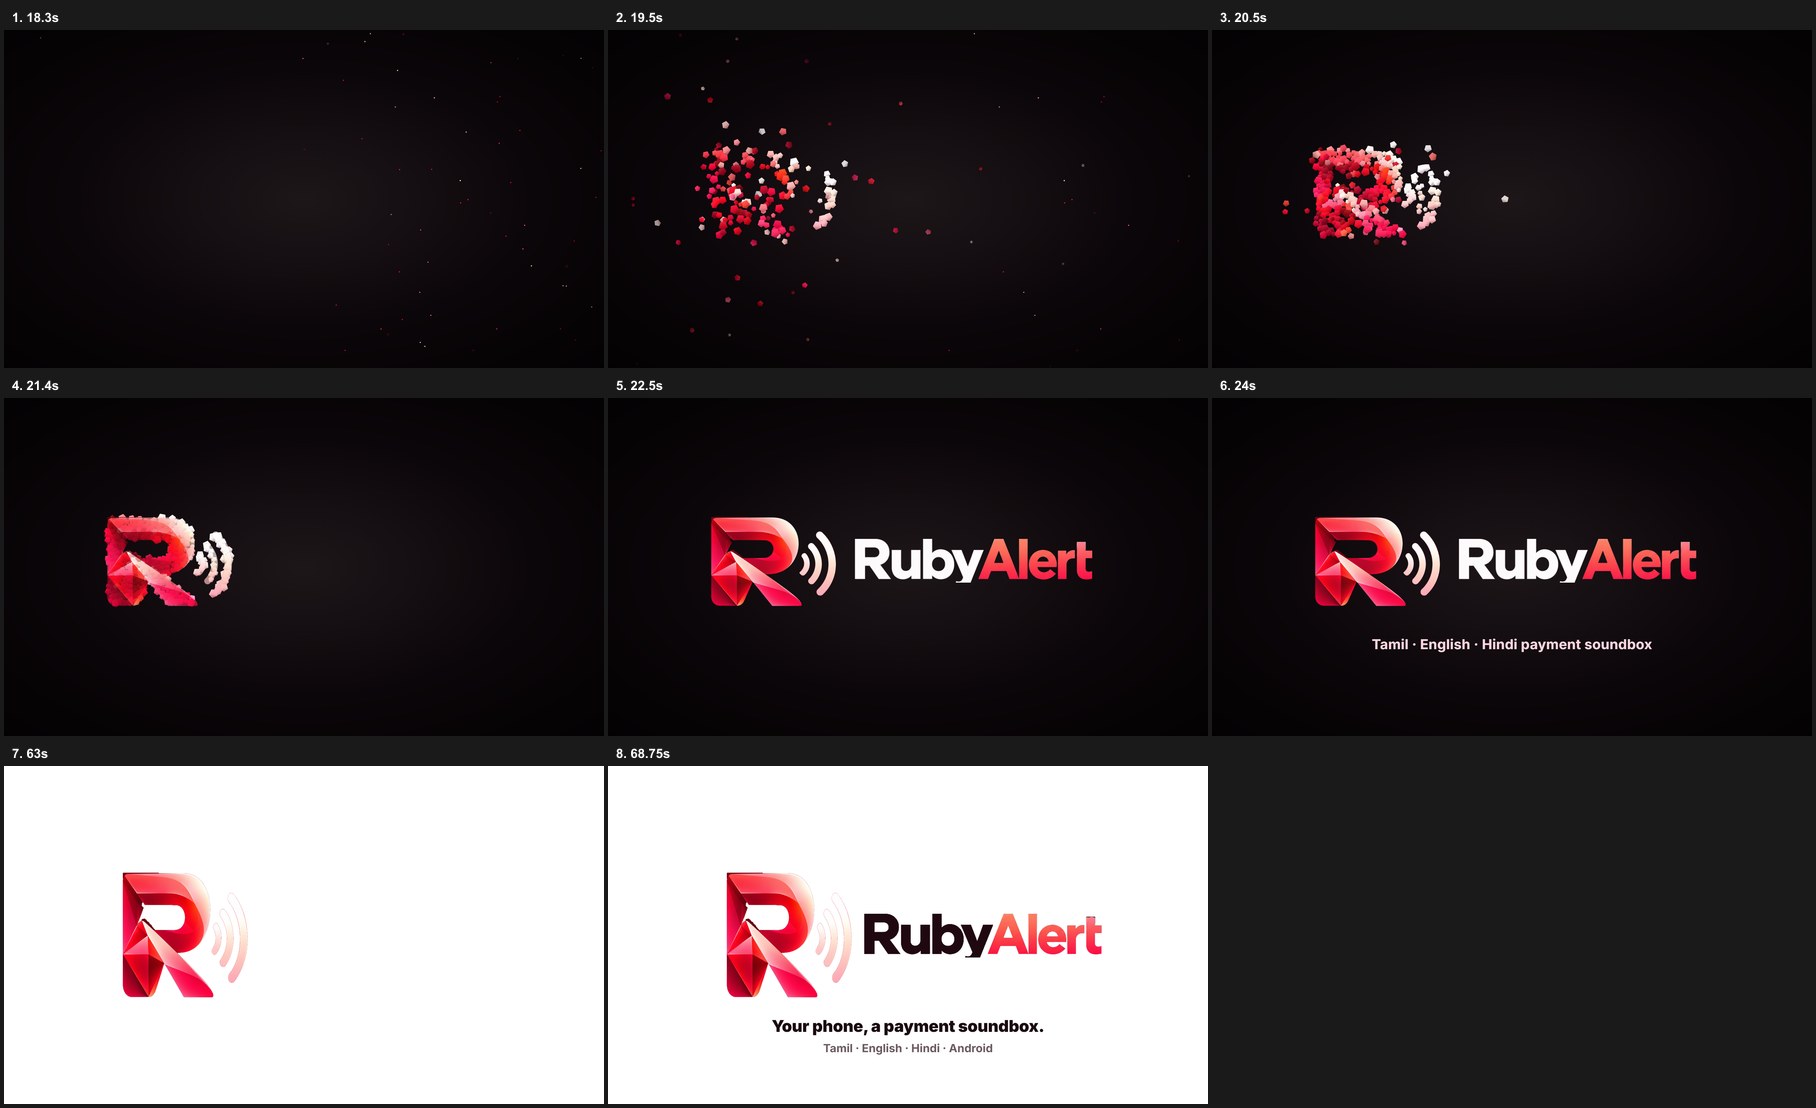 1. 18.3s
2. 19.5s
3. 20.5s
4. 21.4s
5. 22.5s
RubyAlert
6. 24s
RubyAlert
Tamil · English · Hindi payment soundbox
7. 63s
8. 68.75s
RubyAlert
Your phone, a payment soundbox.
Tamil · English · Hindi · Android